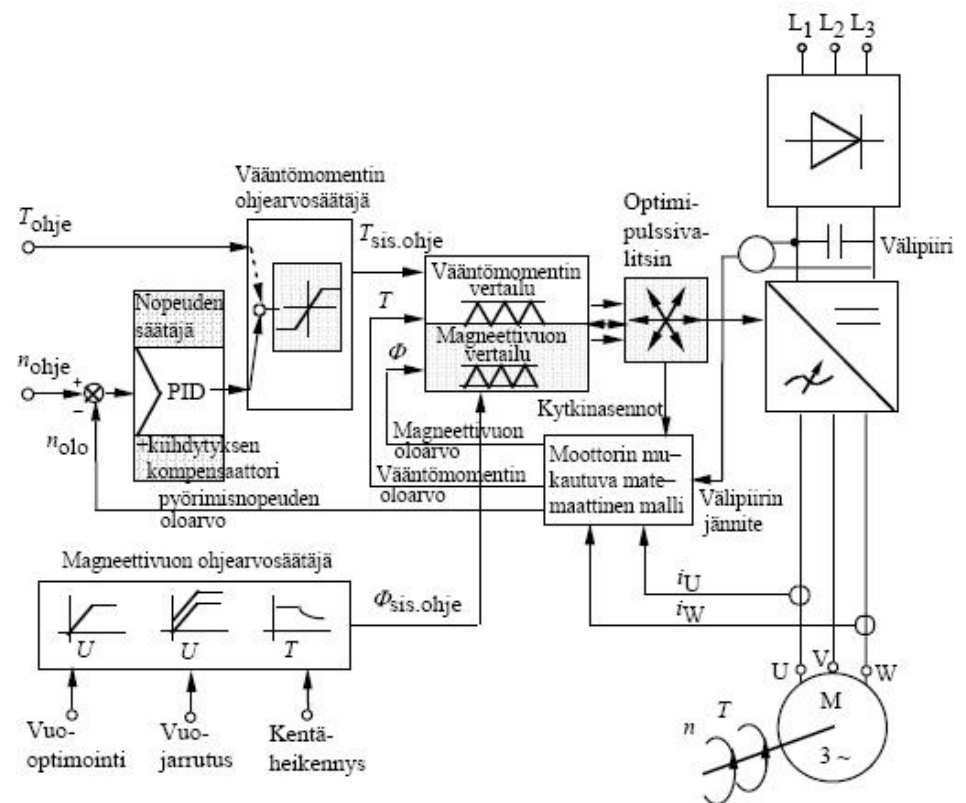 L1 L2 L3
Vääntömomentin
ohjearvosäätäjä
Tohje
Tsis.ohje
Optimi-
pulssiva-
litsin
Välipiiri
Vääntömomentin
vertailu
T
Magneettivuon
vertailu
Φ
Nopeuden
säätäjä
nohje
+
−
PID
nolo
+kiihdytyksen
kompensaattori
pyörimisnopeuden
oloarvo
Kytkinasennot
Magneettivuon
oloarvo
Vääntömomentin
oloarvo
Moottorin mu–
kautuva mate–
maattinen malli
Välipiirin
jännite
Magneettivuon ohjearvosäätäjä
Φsis.ohje
iU
iW
U
U
T
Vuo-
optimointi
Vuo-
jarrutus
Kentä-
heikennys
U V W
M
3 ~
n
T